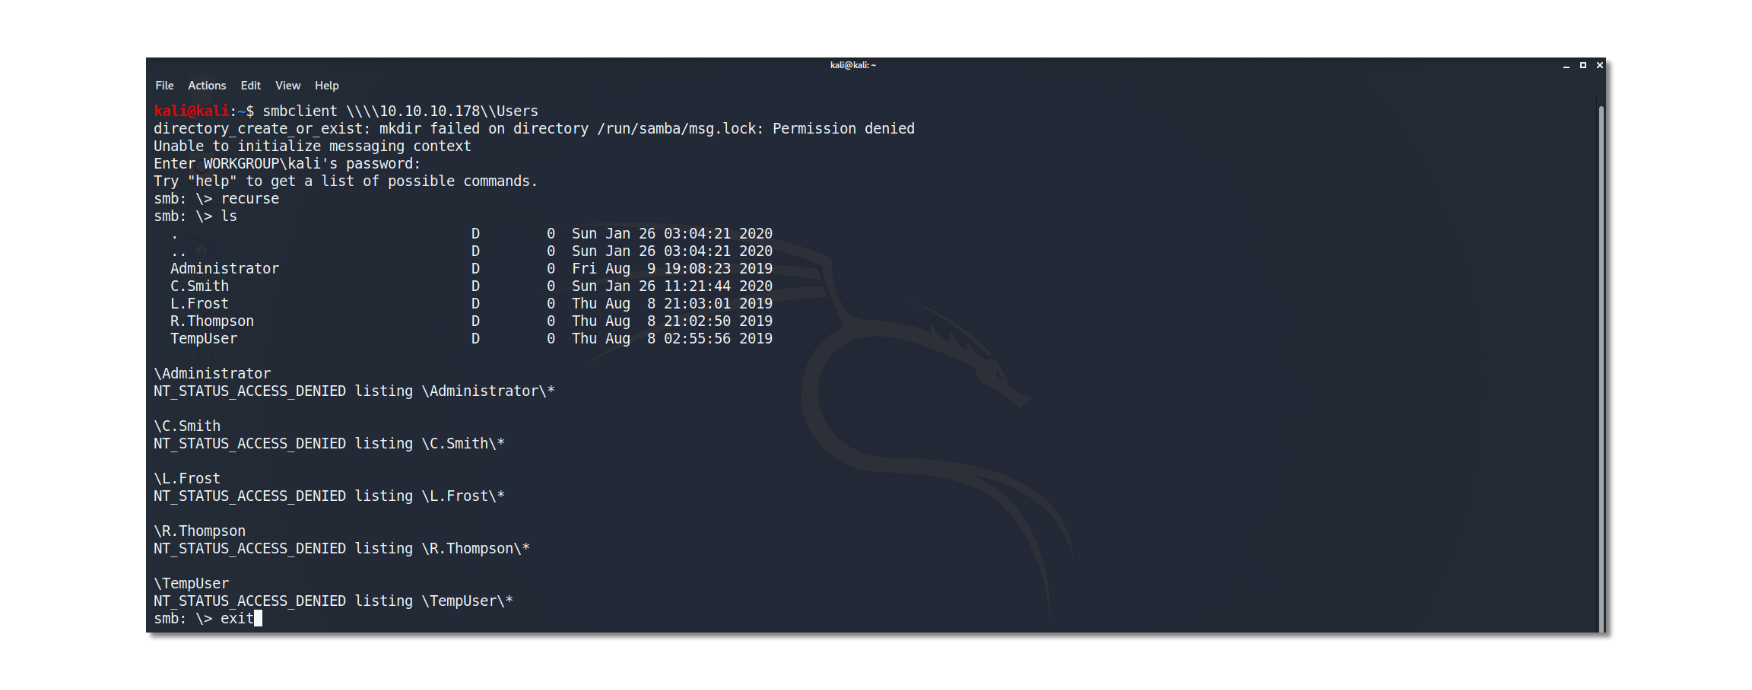 kali@kali: ~
File Actions Edit View Help
kali@kali:~$ smbclient \\\\10.10.10.178\\Users
directory_create_or_exist: mkdir failed on directory /run/samba/msg.lock: Permission denied
Unable to initialize messaging context
Enter WORKGROUP\kali's password:
Try "help" to get a list of possible commands.
smb: \> recurse
smb: \> ls
. D 0 Sun Jan 26 03:04:21 2020
.. D 0 Sun Jan 26 03:04:21 2020
Administrator D 0 Fri Aug 9 19:08:23 2019
C.Smith D 0 Sun Jan 26 11:21:44 2020
L.Frost D 0 Thu Aug 8 21:03:01 2019
R.Thompson D 0 Thu Aug 8 21:02:50 2019
TempUser D 0 Thu Aug 8 02:55:56 2019
\Administrator
NT_STATUS_ACCESS_DENIED listing \Administrator\*
\C.Smith
NT_STATUS_ACCESS_DENIED listing \C.Smith\*
\L.Frost
NT_STATUS_ACCESS_DENIED listing \L.Frost\*
\R.Thompson
NT_STATUS_ACCESS_DENIED listing \R.Thompson\*
\TempUser
NT_STATUS_ACCESS_DENIED listing \TempUser\*
smb: \> exit